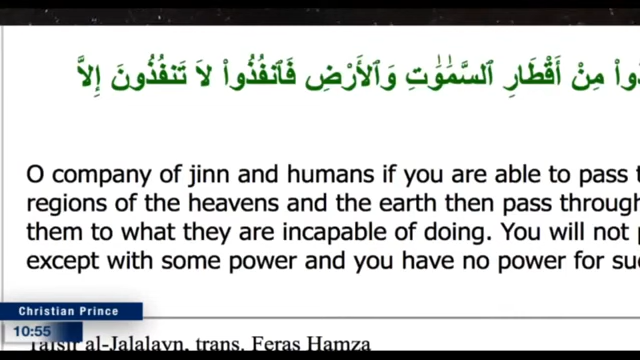 مِنْ أَقْطَارِ ٱلسَّمَٰوَٰتِ وَٱلأَرْضِ فَٱنفُذُواْ لاَ تَنفُذُونَ إِلاَّ
O company of jinn and humans if you are able to pass
regions of the heavens and the earth then pass through
them to what they are incapable of doing. You will not
except with some power and you have no power for
Christian Prince
10:55
Tafsir al-Jalalayn, trans. Feras Hamza